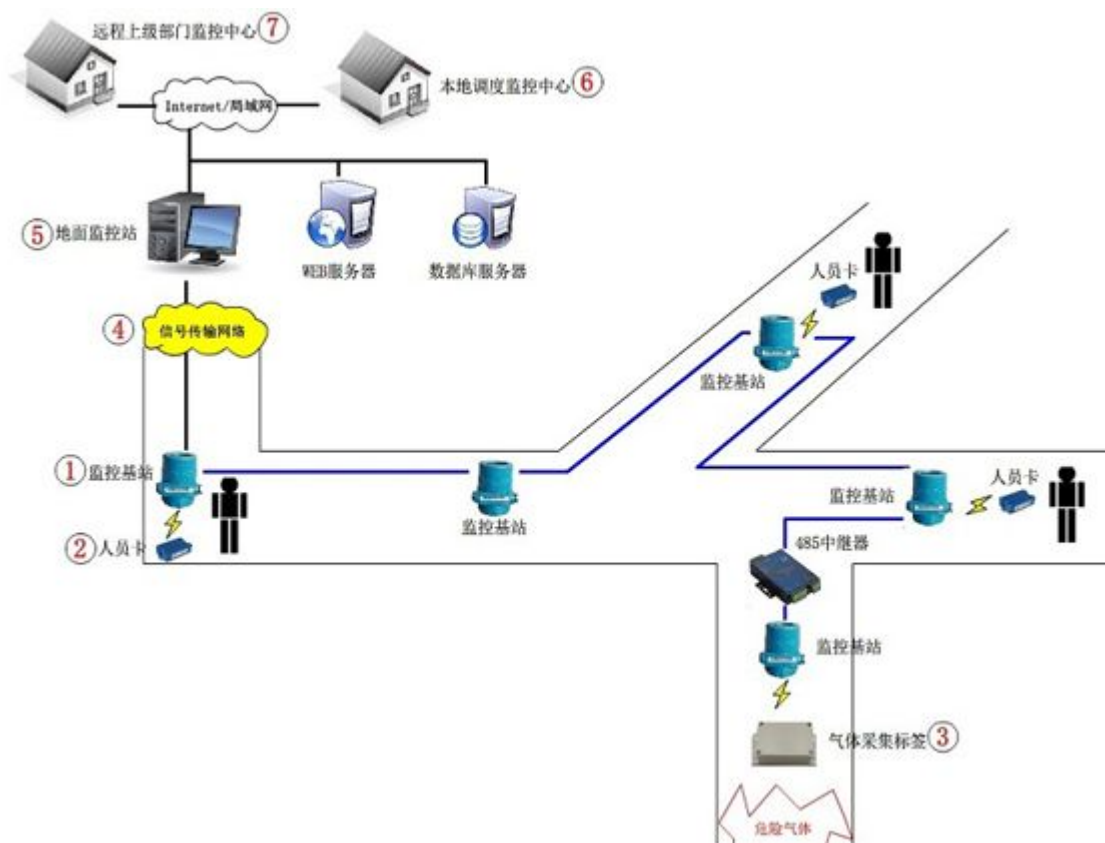 远程上级部门监控中心⑦
本地调度监控中心⑥
Internet/局域网
⑤地面监控站
WEB服务器
数据库服务器
人员卡
④信号传输网络
监控基站
①监控基站
监控基站
监控基站
人员卡
②人员卡
485中继器
监控基站
气体采集标签③
危险气体